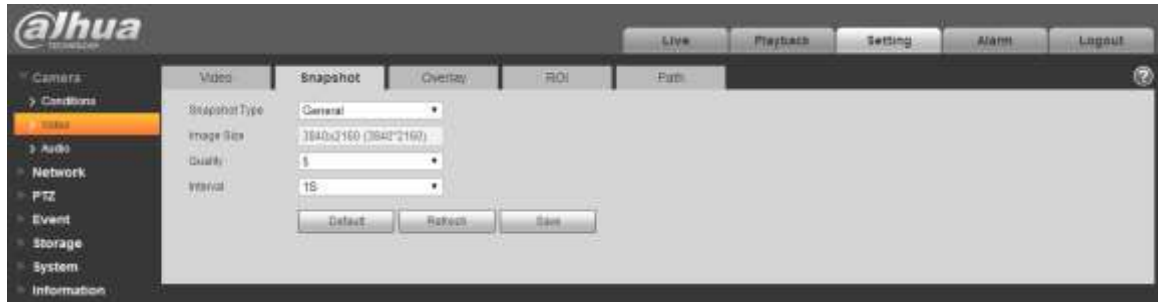 alhua
TECHNOLOGY
Live Playback Setting Alarm Logout
Camera
Conditions
Video
Audio
Network
PTZ
Event
Storage
System
Information
Video Snapshot Overlay ROI Path
Snapshot Type General
Image Size 3840x2160 (3840*2160)
Quality 5
Interval 1S
Default Refresh Save